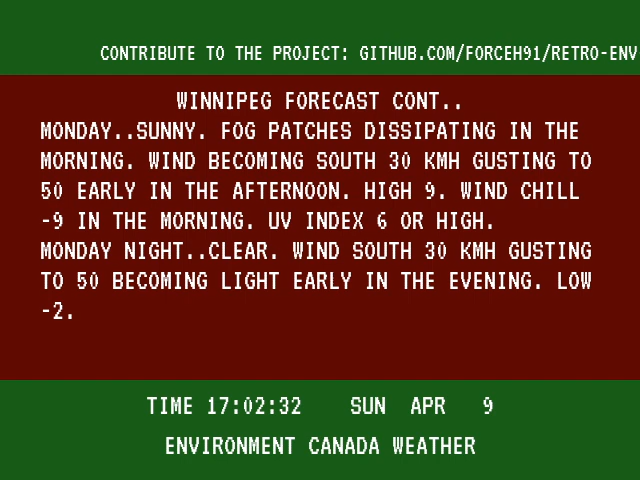 CONTRIBUTE TO THE PROJECT: GITHUB.COM/FORCEH91/RETRO-ENV
WINNIPEG FORECAST CONT..
MONDAY..SUNNY. FOG PATCHES DISSIPATING IN THE
MORNING. WIND BECOMING SOUTH 30 KMH GUSTING TO
50 EARLY IN THE AFTERNOON. HIGH 9. WIND CHILL
-9 IN THE MORNING. UV INDEX 6 OR HIGH.
MONDAY NIGHT..CLEAR. WIND SOUTH 30 KMH GUSTING
TO 50 BECOMING LIGHT EARLY IN THE EVENING. LOW
-2.
TIME 17:02:32 SUN APR 9
ENVIRONMENT CANADA WEATHER